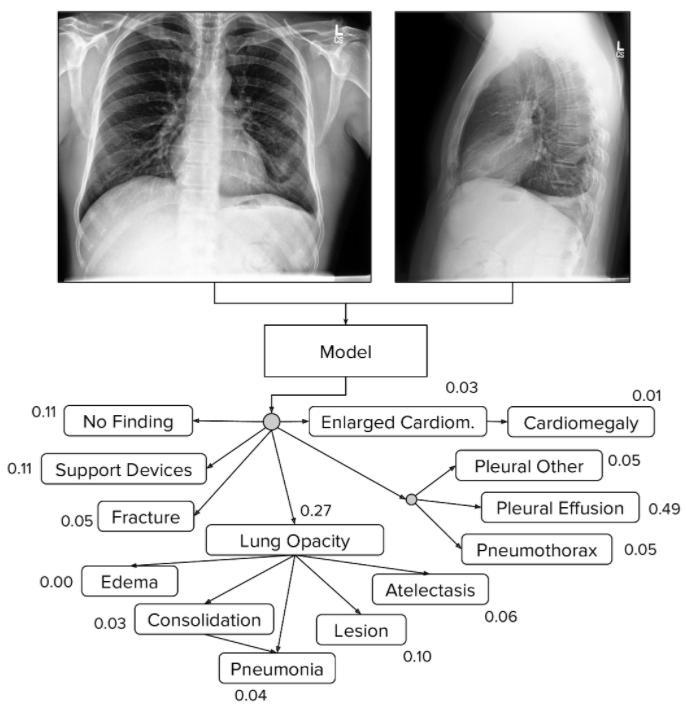 L
L
Model
0.03
0.01
0.11
No Finding
Enlarged Cardiom.
Cardiomegaly
0.11
Support Devices
Pleural Other
0.05
0.05
Fracture
0.27
Pleural Effusion
0.49
Lung Opacity
Pneumothorax
0.05
0.00
Edema
Atelectasis
0.06
0.03
Consolidation
Lesion
0.10
Pneumonia
0.04